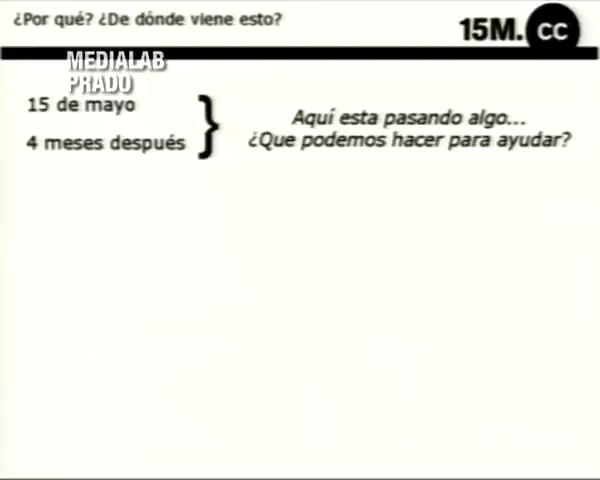 ¿Por qué? ¿De dónde viene esto?
15M. CC
MEDIALAB
PRADO
15 de mayo
4 meses después
Aquí esta pasando algo...
¿Que podemos hacer para ayudar?